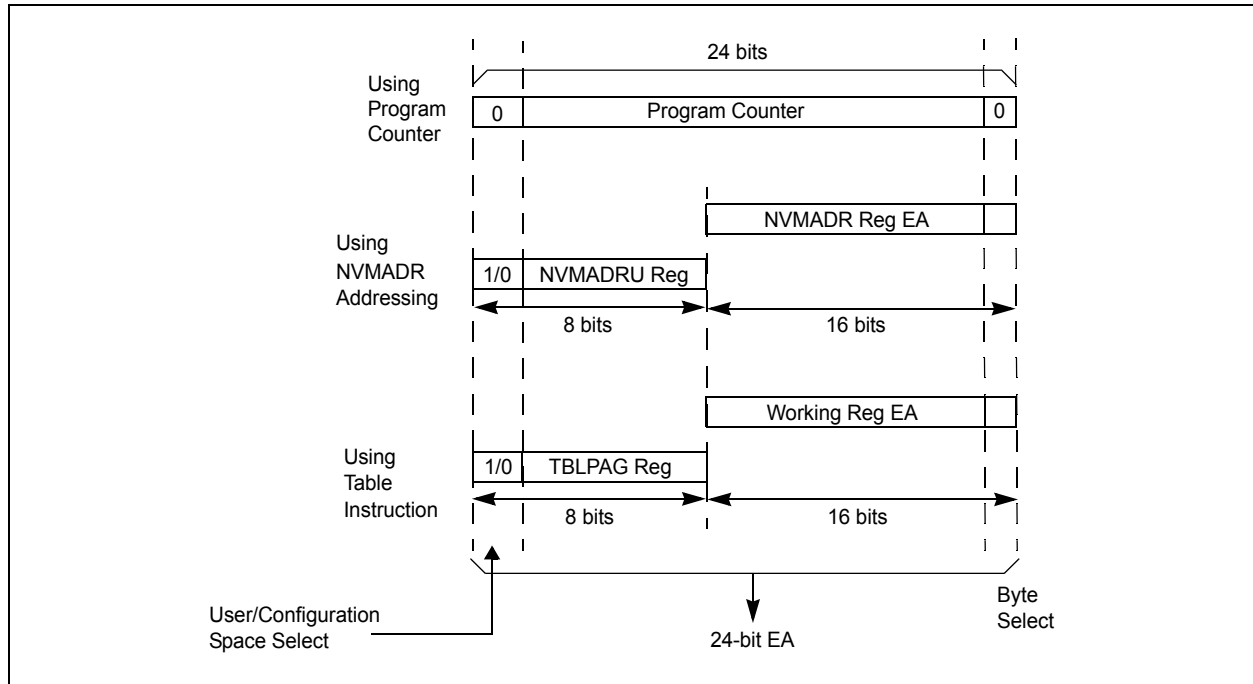 24 bits
Using
Program
Counter
0
Program Counter
0
NVMADR Reg EA
Using
NVMADR
Addressing
1/0
NVMADRU Reg
8 bits
16 bits
Working Reg EA
Using
Table
Instruction
1/0
TBLPAG Reg
8 bits
16 bits
User/Configuration
Space Select
24-bit EA
Byte
Select